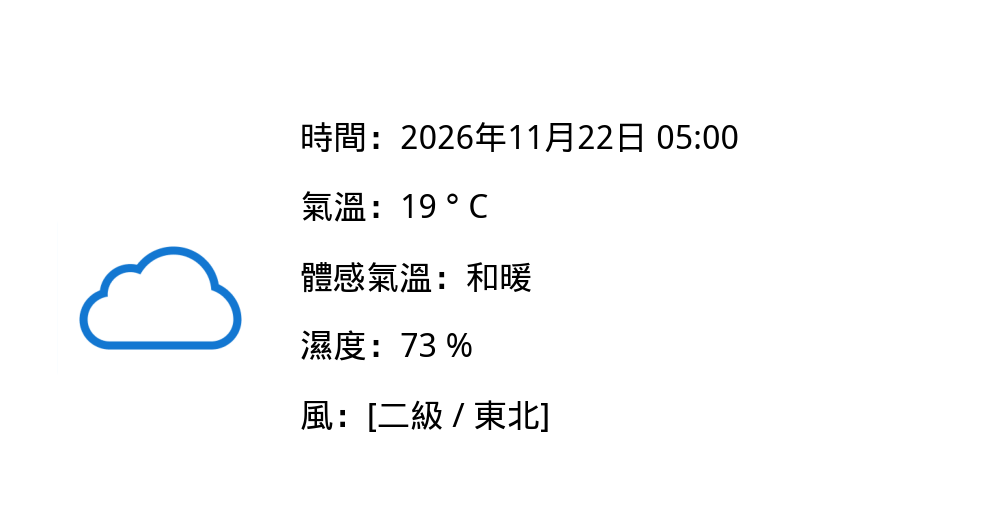 時間：2026年11月22日 05:00
氣溫：19 ° C
體感氣溫：和暖
濕度：73 %
風：[二級 / 東北]